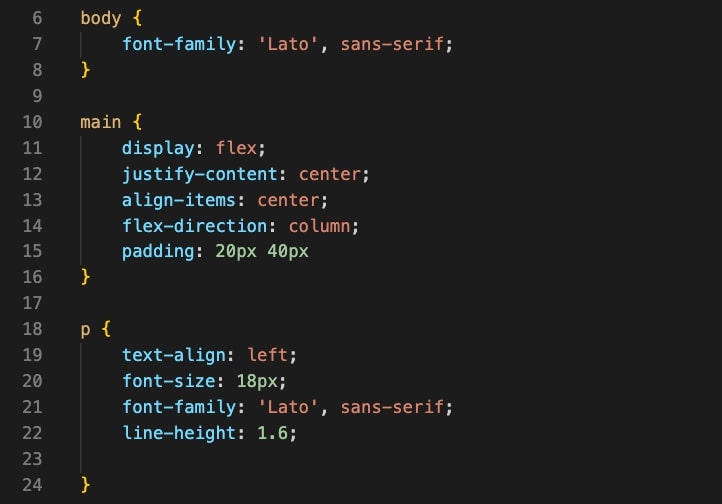 6 body {
7 font-family: 'Lato', sans-serif;
8 }
9
10 main {
11 display: flex;
12 justify-content: center;
13 align-items: center;
14 flex-direction: column;
15 padding: 20px 40px
16 }
17
18 p {
19 text-align: left;
20 font-size: 18px;
21 font-family: 'Lato', sans-serif;
22 line-height: 1.6;
23
24 }